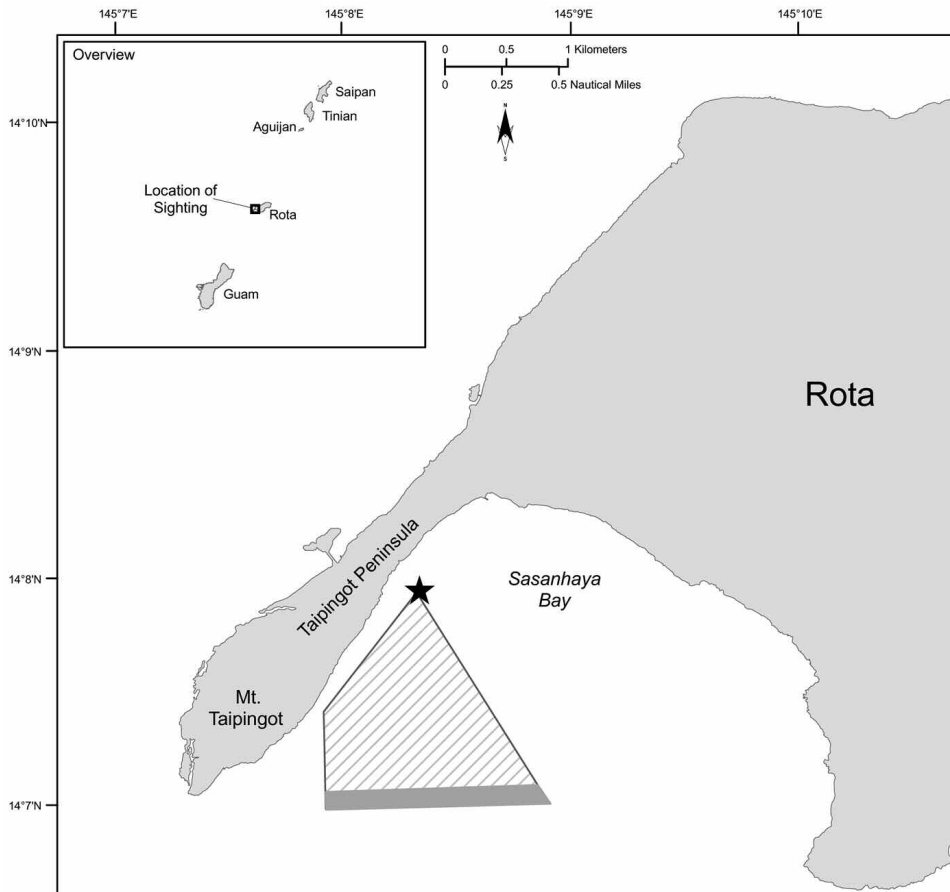 145°7'E 145°8'E 145°9'E 145°10'E
Overview
0 0.5 1 Kilometers
0 0.25 0.5 Nautical Miles
N
S
Saipan
Tinian
Aguijan
14°10'N
Location of
Sighting
Rota
Guam
14°9'N
Rota
Taipingot Peninsula
14°8'N
Sasanhaya
Bay
Mt.
Taipingot
14°7'N